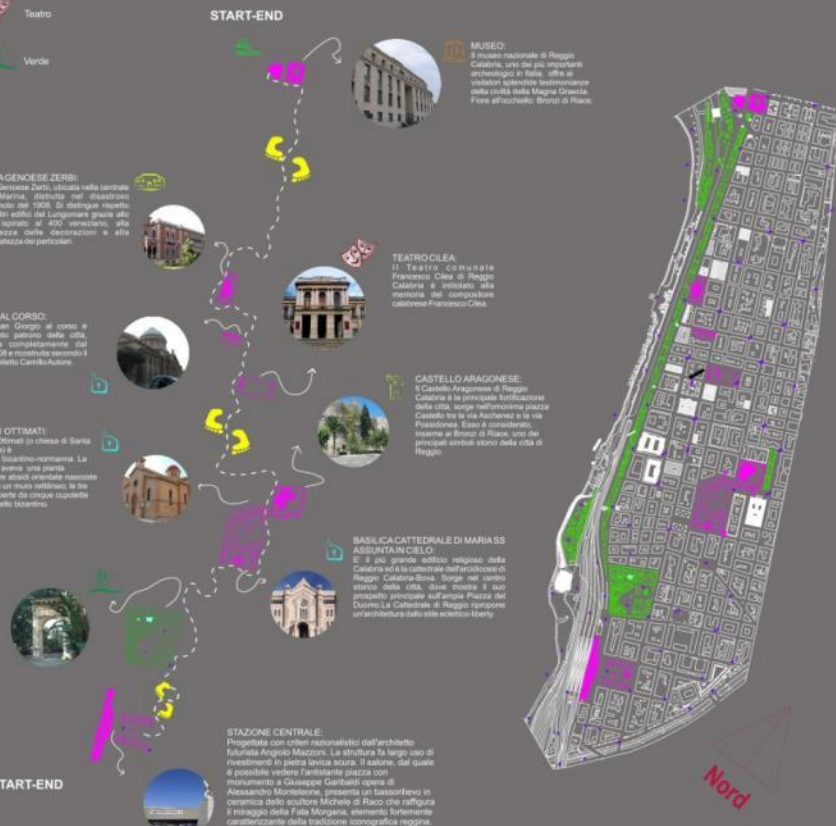 Teatro
START-END
Verde
MUSEO:
Il museo nazionale di Reggio
Calabria, uno dei più importanti
archeologici in Italia, offre ai
visitatori splendide testimonianze
della civiltà della Magna Graecia.
Fiore all'occhiello: Bronzi di Riace.
AGENOESE ZERBI:
Genoese Zerbi, ubicata nella centrale
Marina, distrutta nel disastroso
del 1908. Si distingue rispetto
edifici del Lungomare grazie allo
ispirato al 400 veneziano, alla
delle decorazioni e alla
dei particolari.
TEATRO CILEA:
Il Teatro comunale
Francesco Cilea di Reggio
Calabria è intitolato alla
memoria del compositore
calabrese Francesco Cilea.
AL CORSO:
Giorgio al corso è
patrono della città,
completamente dal
e ricostruita secondo il
Camillo Autore.
CASTELLO ARAGONESE:
Il Castello Aragonese di Reggio
Calabria è la principale fortificazione
della città, sorge nell'omonima piazza
Castello tra la via Aschenez e la via
Possidonea. Esso è considerato,
insieme ai Bronzi di Riace, uno dei
principali simboli storici della città di
Reggio.
OTTIMATI:
Ottimati (o chiesa di Santa
è
bizantino-normanna. La
aveva una pianta
absidi orientate nascoste
un muro rettilineo; le tre
da cinque cupolette
bizantino.
BASILICA CATTEDRALE DI MARIA SS
ASSUNTA IN CIELO:
E' il più grande edificio religioso della
Calabria ed è la cattedrale dell'arcidiocesi di
Reggio Calabria-Bova. Sorge nel centro
storico della città, dove mostra il suo
prospetto principale sull'ampia Piazza del
Duomo.La Cattedrale di Reggio ripropone
un'architettura dallo stile eclettico-liberty.
STAZIONE CENTRALE:
Progettata con criteri razionalistici dall'architetto
futurista Angiolo Mazzoni. La struttura fa largo uso di
rivestimenti in pietra lavica scura. Il salone, dal quale
è possibile vedere l'antistante piazza con
monumento a Giuseppe Garibaldi opera di
Alessandro Monteleone, presenta un bassorilievo in
ceramica dello scultore Michele di Raco che raffigura
il miraggio della Fata Morgana, elemento fortemente
caratterizzante della tradizione iconografica reggina.
TART-END
Nord